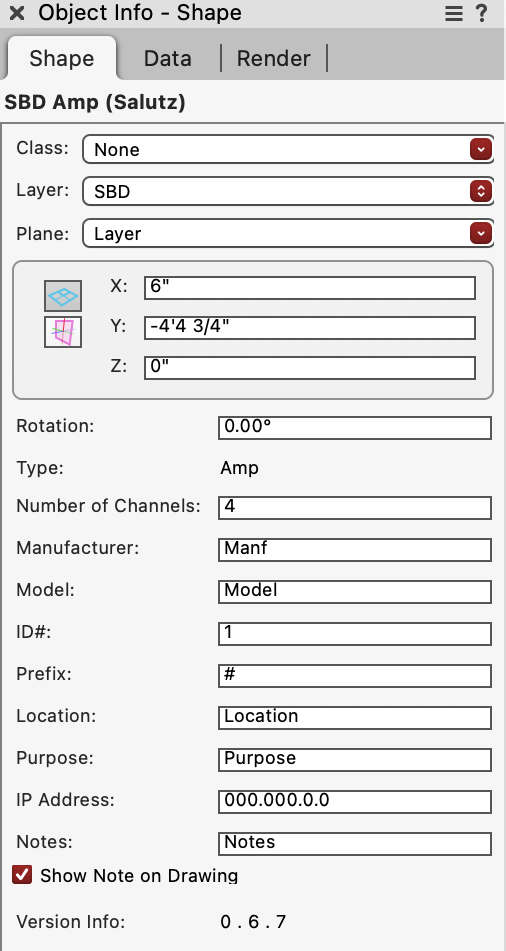 Object Info - Shape ?
Shape Data Render
SBD Amp (Salutz)
Class: None
Layer: SBD
Plane: Layer
X: 6"
Y: -4'4 3/4"
Z: 0"
Rotation: 0.00°
Type: Amp
Number of Channels: 4
Manufacturer: Manf
Model: Model
ID#: 1
Prefix: #
Location: Location
Purpose: Purpose
IP Address: 000.000.0.0
Notes: Notes
Show Note on Drawing
Version Info: 0 . 6 . 7